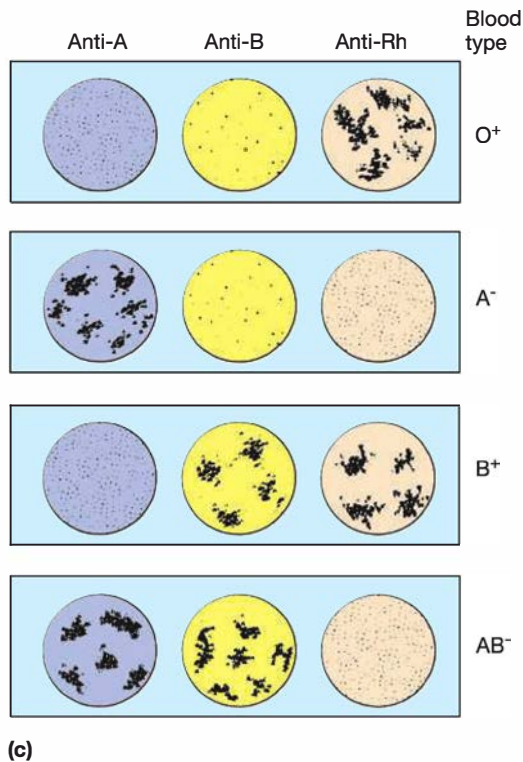 Anti-A Anti-B Anti-Rh Blood type
O⁺
A⁻
B⁺
AB⁻
(c)